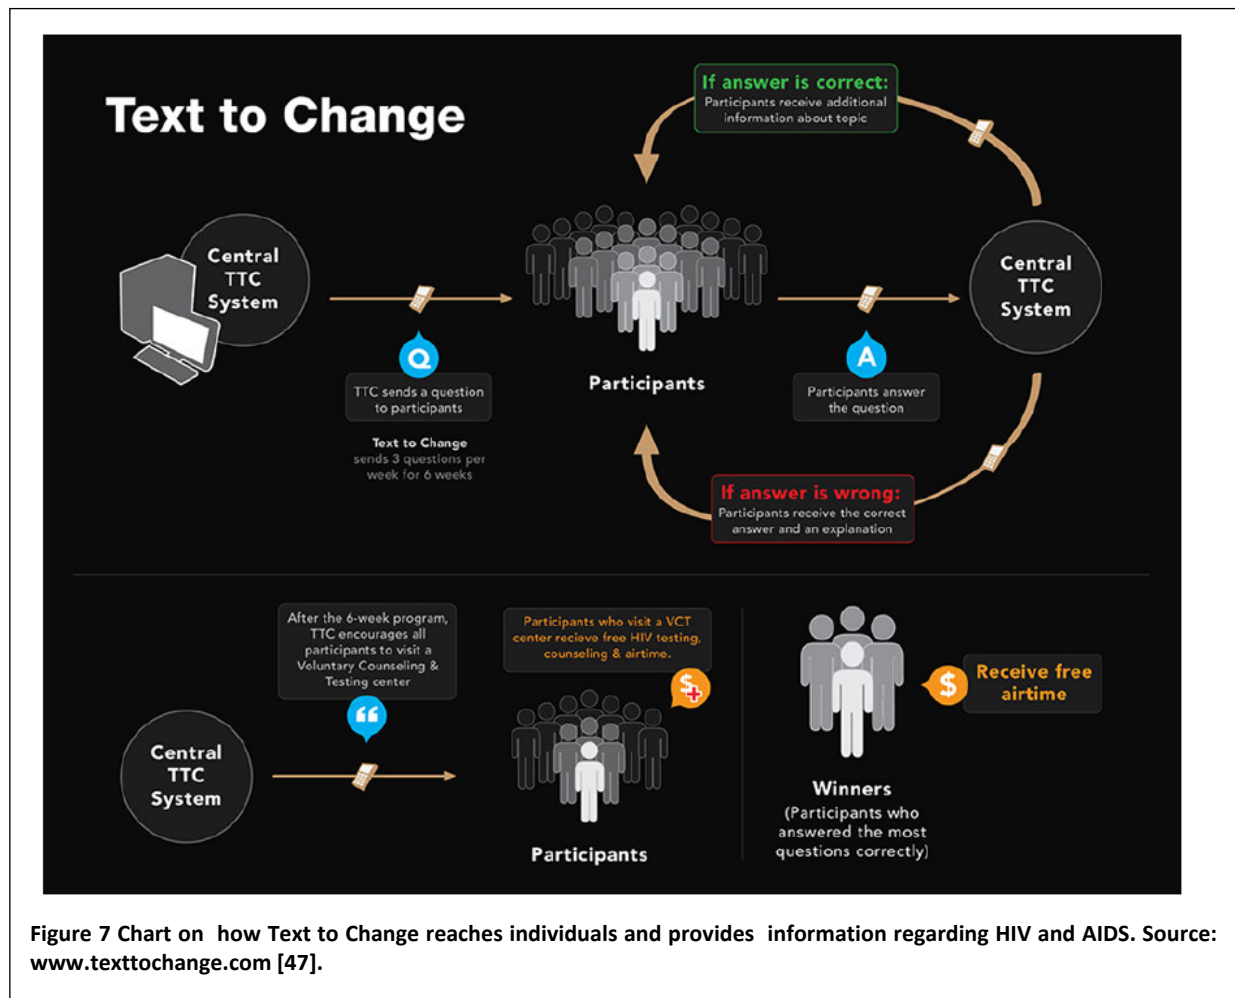 Text to Change
If answer is correct:
Participants receive additional
information about topic
Central
TTC
System
Q
TTC sends a question
to participants
Text to Change
sends 3 questions per
week for 6 weeks
Participants
A
Participants answer
the question
Central
TTC
System
If answer is wrong:
Participants receive the correct
answer and an explanation
After the 6-week program,
TTC encourages all
participants to visit a
Voluntary Counseling &
Testing center
“
Central
TTC
System
Participants who visit a VCT
center recieve free HIV testing,
counseling & airtime.
$+
Participants
Winners
(Participants who
answered the most
questions correctly)
$
Receive free
airtime
Figure 7 Chart on how Text to Change reaches individuals and provides information regarding HIV and AIDS. Source:
www.texttochange.com [47].